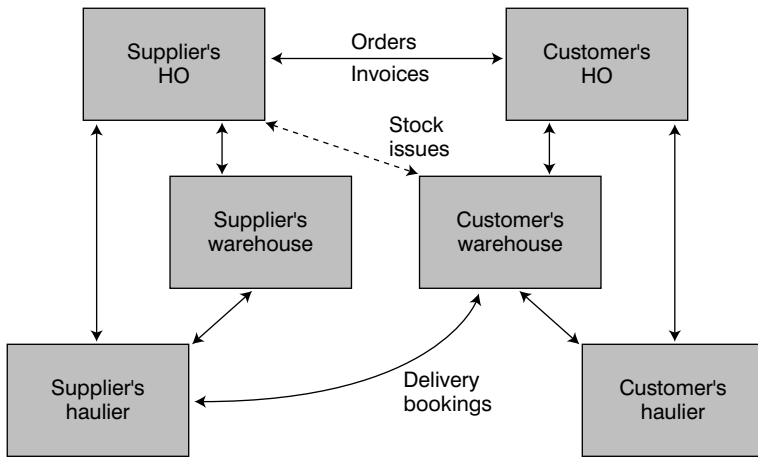 Supplier's
HO
Orders
Invoices
Customer's
HO
Stock
issues
Supplier's
warehouse
Customer's
warehouse
Supplier's
haulier
Delivery
bookings
Customer's
haulier